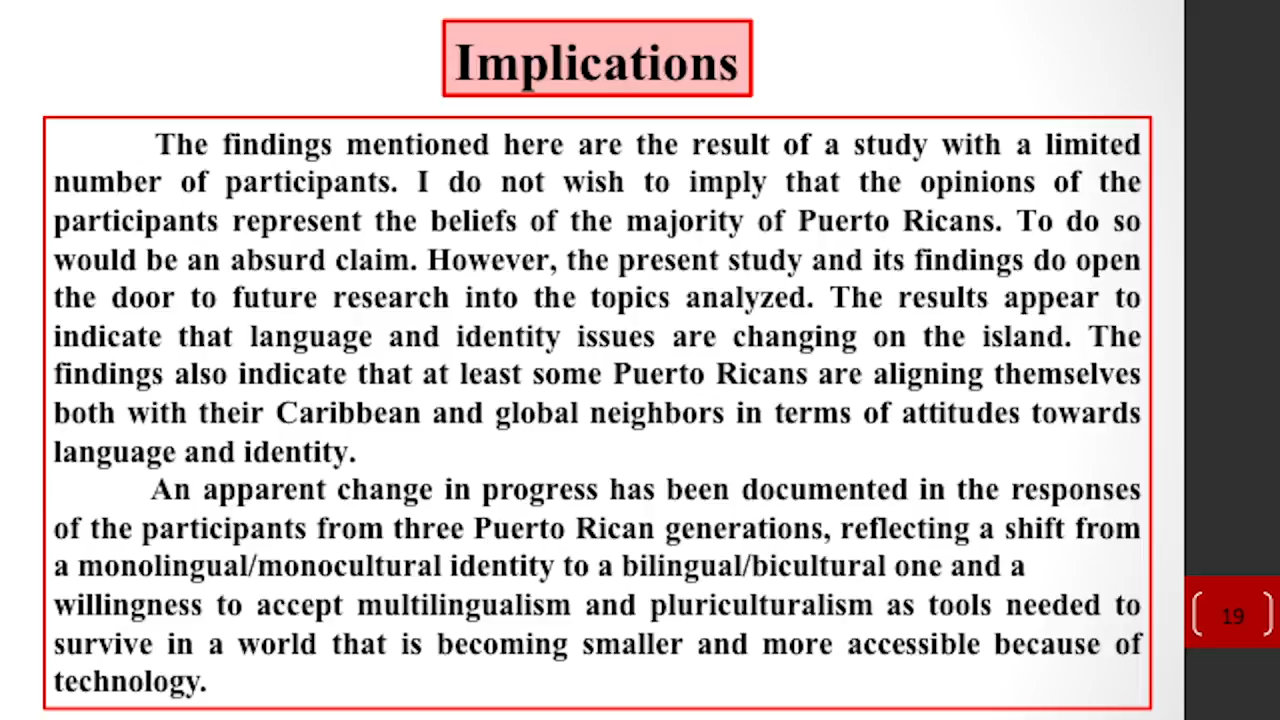 Implications
The findings mentioned here are the result of a study with a limited
number of participants. I do not wish to imply that the opinions of the
participants represent the beliefs of the majority of Puerto Ricans. To do so
would be an absurd claim. However, the present study and its findings do open
the door to future research into the topics analyzed. The results appear to
indicate that language and identity issues are changing on the island. The
findings also indicate that at least some Puerto Ricans are aligning themselves
both with their Caribbean and global neighbors in terms of attitudes towards
language and identity.
An apparent change in progress has been documented in the responses
of the participants from three Puerto Rican generations, reflecting a shift from
a monolingual/monocultural identity to a bilingual/bicultural one and a
willingness to accept multilingualism and pluriculturalism as tools needed to
survive in a world that is becoming smaller and more accessible because of
technology.
19